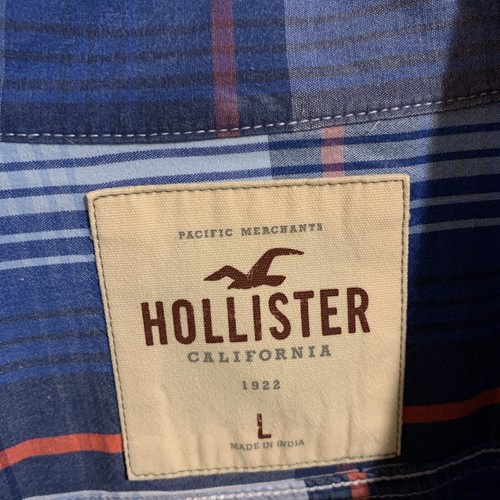 PACIFIC MERCHANTS
HOLLISTER
CALIFORNIA
1922
L
MADE IN INDIA